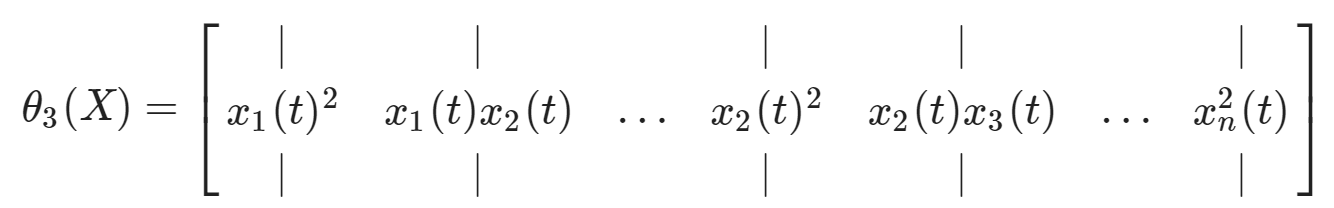 θ₃(X) = [ x₁(t)² x₁(t)x₂(t) … x₂(t)² x₂(t)x₃(t) … xₙ²(t) ]